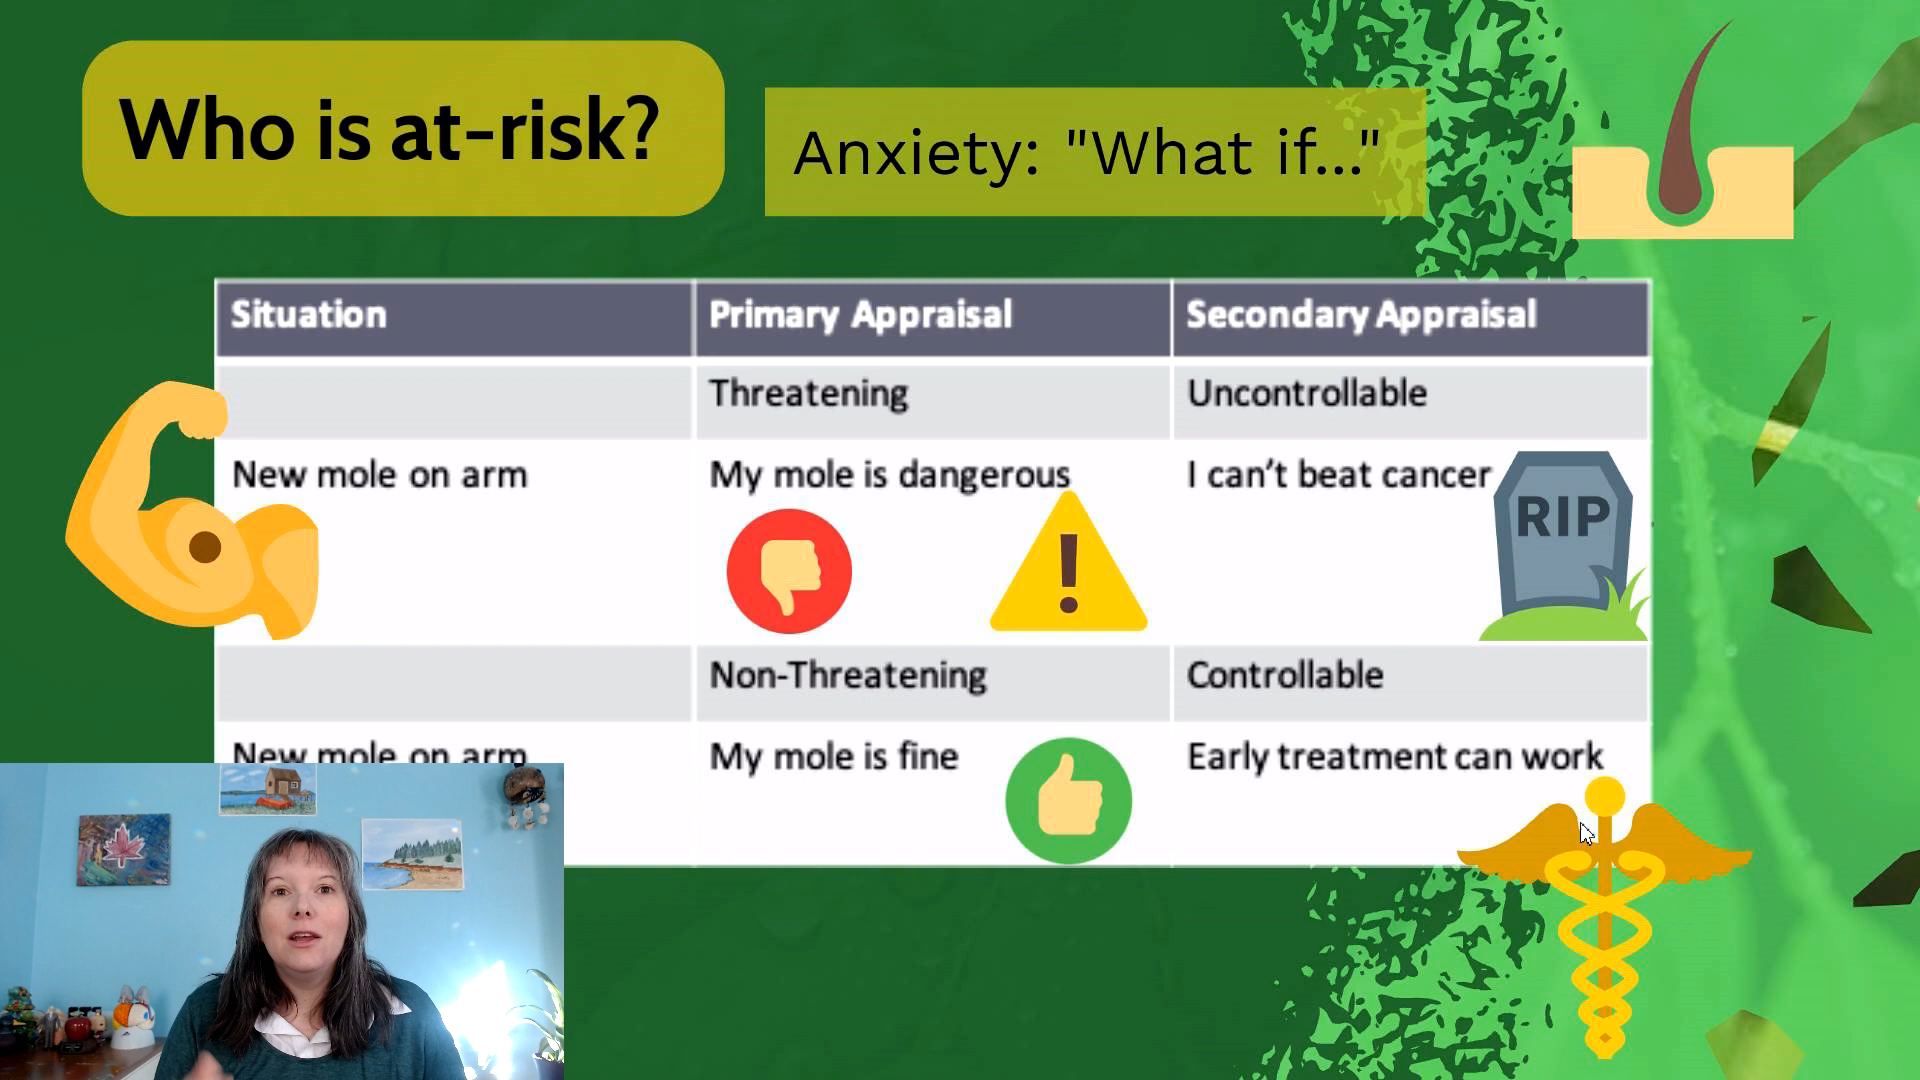 Who is at-risk?
Anxiety: "What if..."
Situation
Primary Appraisal
Secondary Appraisal
Threatening
Uncontrollable
New mole on arm
My mole is dangerous
I can't beat cancer
RIP
Non-Threatening
Controllable
New mole on arm
My mole is fine
Early treatment can work